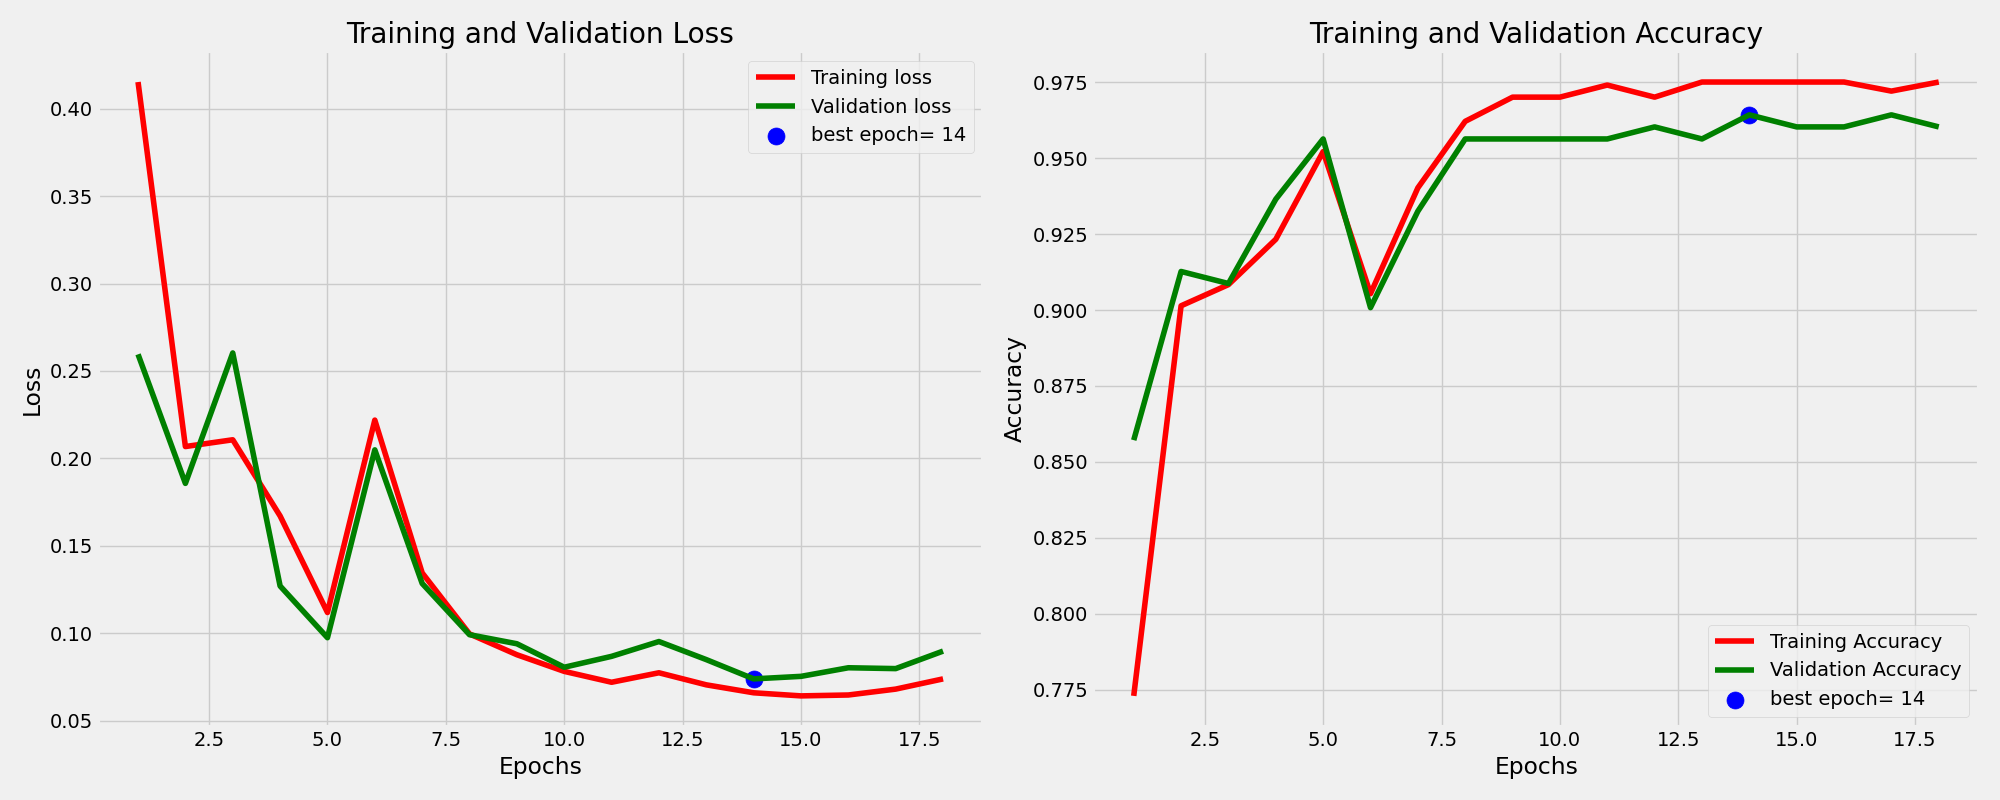 Training and Validation Loss
Training loss
Validation loss
best epoch= 14
0.40
0.35
0.30
0.25
0.20
0.15
0.10
0.05
Loss
2.5 5.0 7.5 10.0 12.5 15.0 17.5
Epochs
Training and Validation Accuracy
0.975
0.950
0.925
0.900
0.875
0.850
0.825
0.800
0.775
Accuracy
Training Accuracy
Validation Accuracy
best epoch= 14
2.5 5.0 7.5 10.0 12.5 15.0 17.5
Epochs